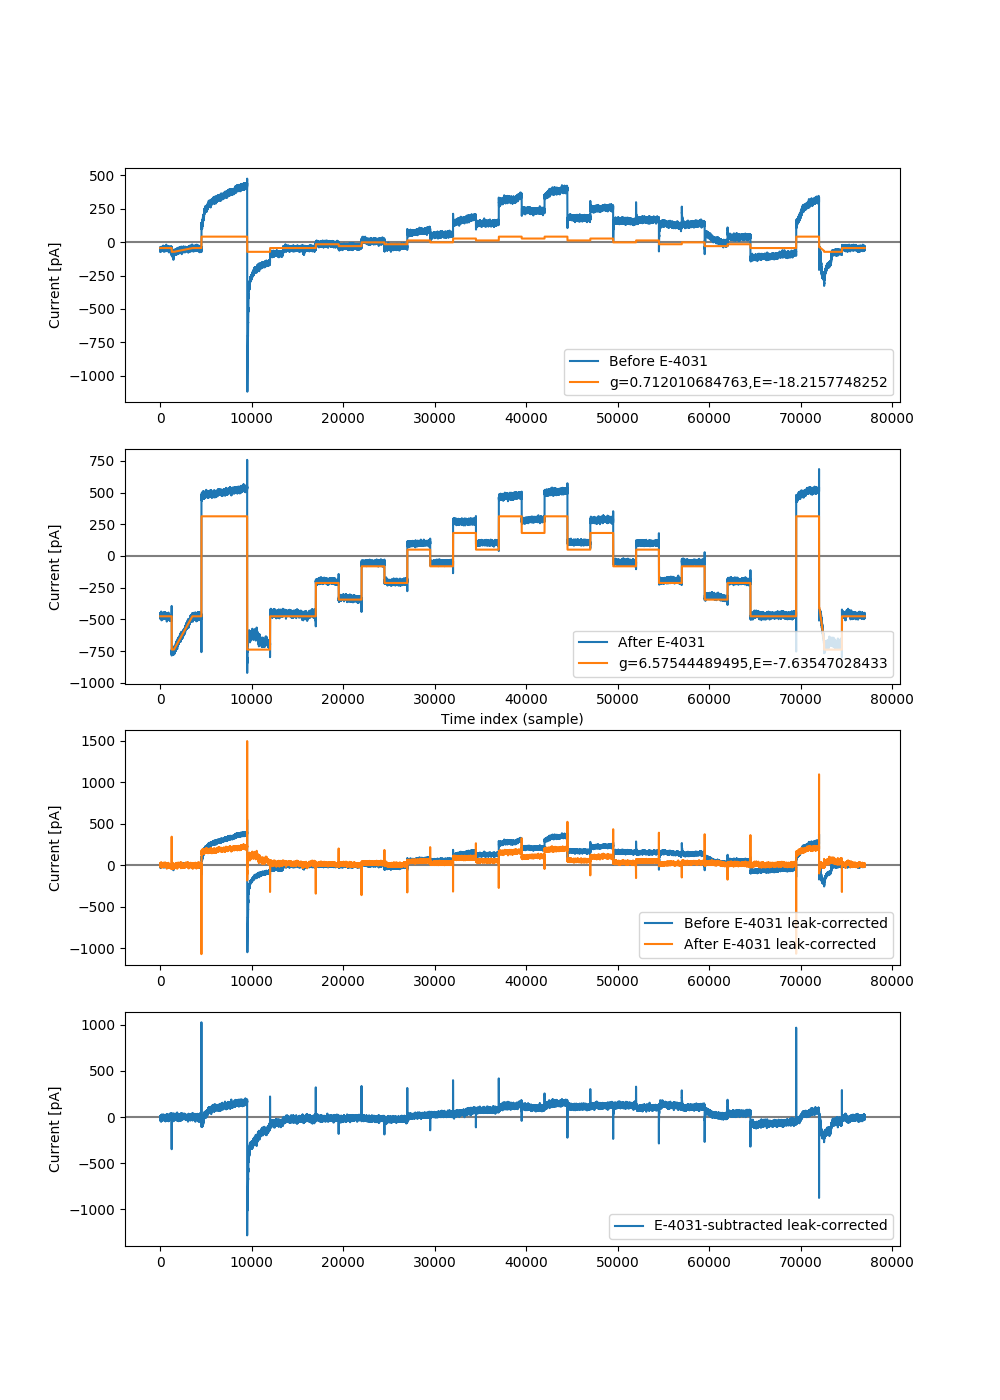 500
250
0
−250
−500
−750
−1000
Current [pA]
Before E-4031
g=0.712010684763,E=-18.2157748252
0 10000 20000 30000 40000 50000 60000 70000 80000
750
500
250
0
−250
−500
−750
−1000
Current [pA]
After E-4031
g=6.57544489495,E=-7.63547028433
0 10000 20000 30000 40000 50000 60000 70000 80000
Time index (sample)
1500
1000
500
0
−500
−1000
Current [pA]
Before E-4031 leak-corrected
After E-4031 leak-corrected
0 10000 20000 30000 40000 50000 60000 70000 80000
1000
500
0
−500
−1000
Current [pA]
E-4031-subtracted leak-corrected
0 10000 20000 30000 40000 50000 60000 70000 80000